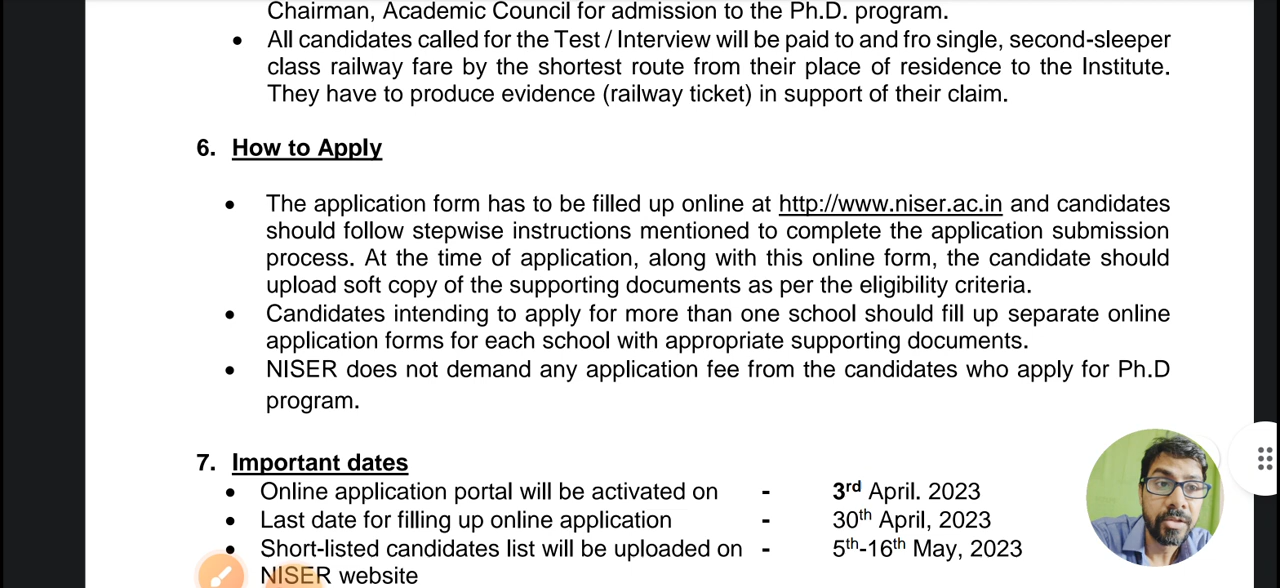 Chairman, Academic Council for admission to the Ph.D. program.
• All candidates called for the Test / Interview will be paid to and fro single, second-sleeper
class railway fare by the shortest route from their place of residence to the Institute.
They have to produce evidence (railway ticket) in support of their claim.
6. How to Apply
• The application form has to be filled up online at http://www.niser.ac.in and candidates
should follow stepwise instructions mentioned to complete the application submission
process. At the time of application, along with this online form, the candidate should
upload soft copy of the supporting documents as per the eligibility criteria.
• Candidates intending to apply for more than one school should fill up separate online
application forms for each school with appropriate supporting documents.
• NISER does not demand any application fee from the candidates who apply for Ph.D
program.
7. Important dates
• Online application portal will be activated on - 3rd April. 2023
• Last date for filling up online application - 30th April, 2023
• Short-listed candidates list will be uploaded on - 5th-16th May, 2023
NISER website